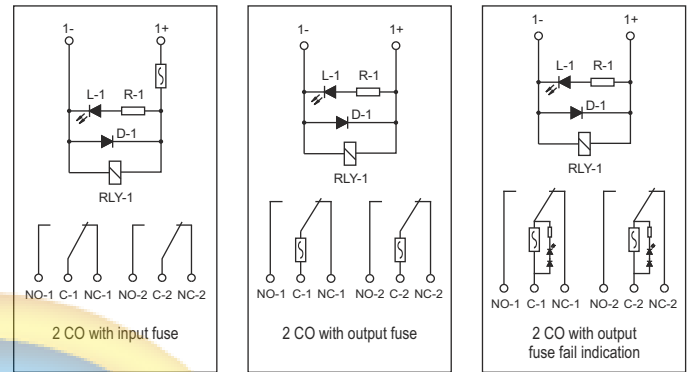 1- 1+
L-1 R-1
D-1
RLY-1
NO-1 C-1 NC-1 NO-2 C-2 NC-2
2 CO with input fuse
1- 1+
L-1 R-1
D-1
RLY-1
NO-1 C-1 NC-1 NO-2 C-2 NC-2
2 CO with output fuse
1- 1+
L-1 R-1
D-1
RLY-1
NO-1 C-1 NC-1 NO-2 C-2 NC-2
2 CO with output
fuse fail indication